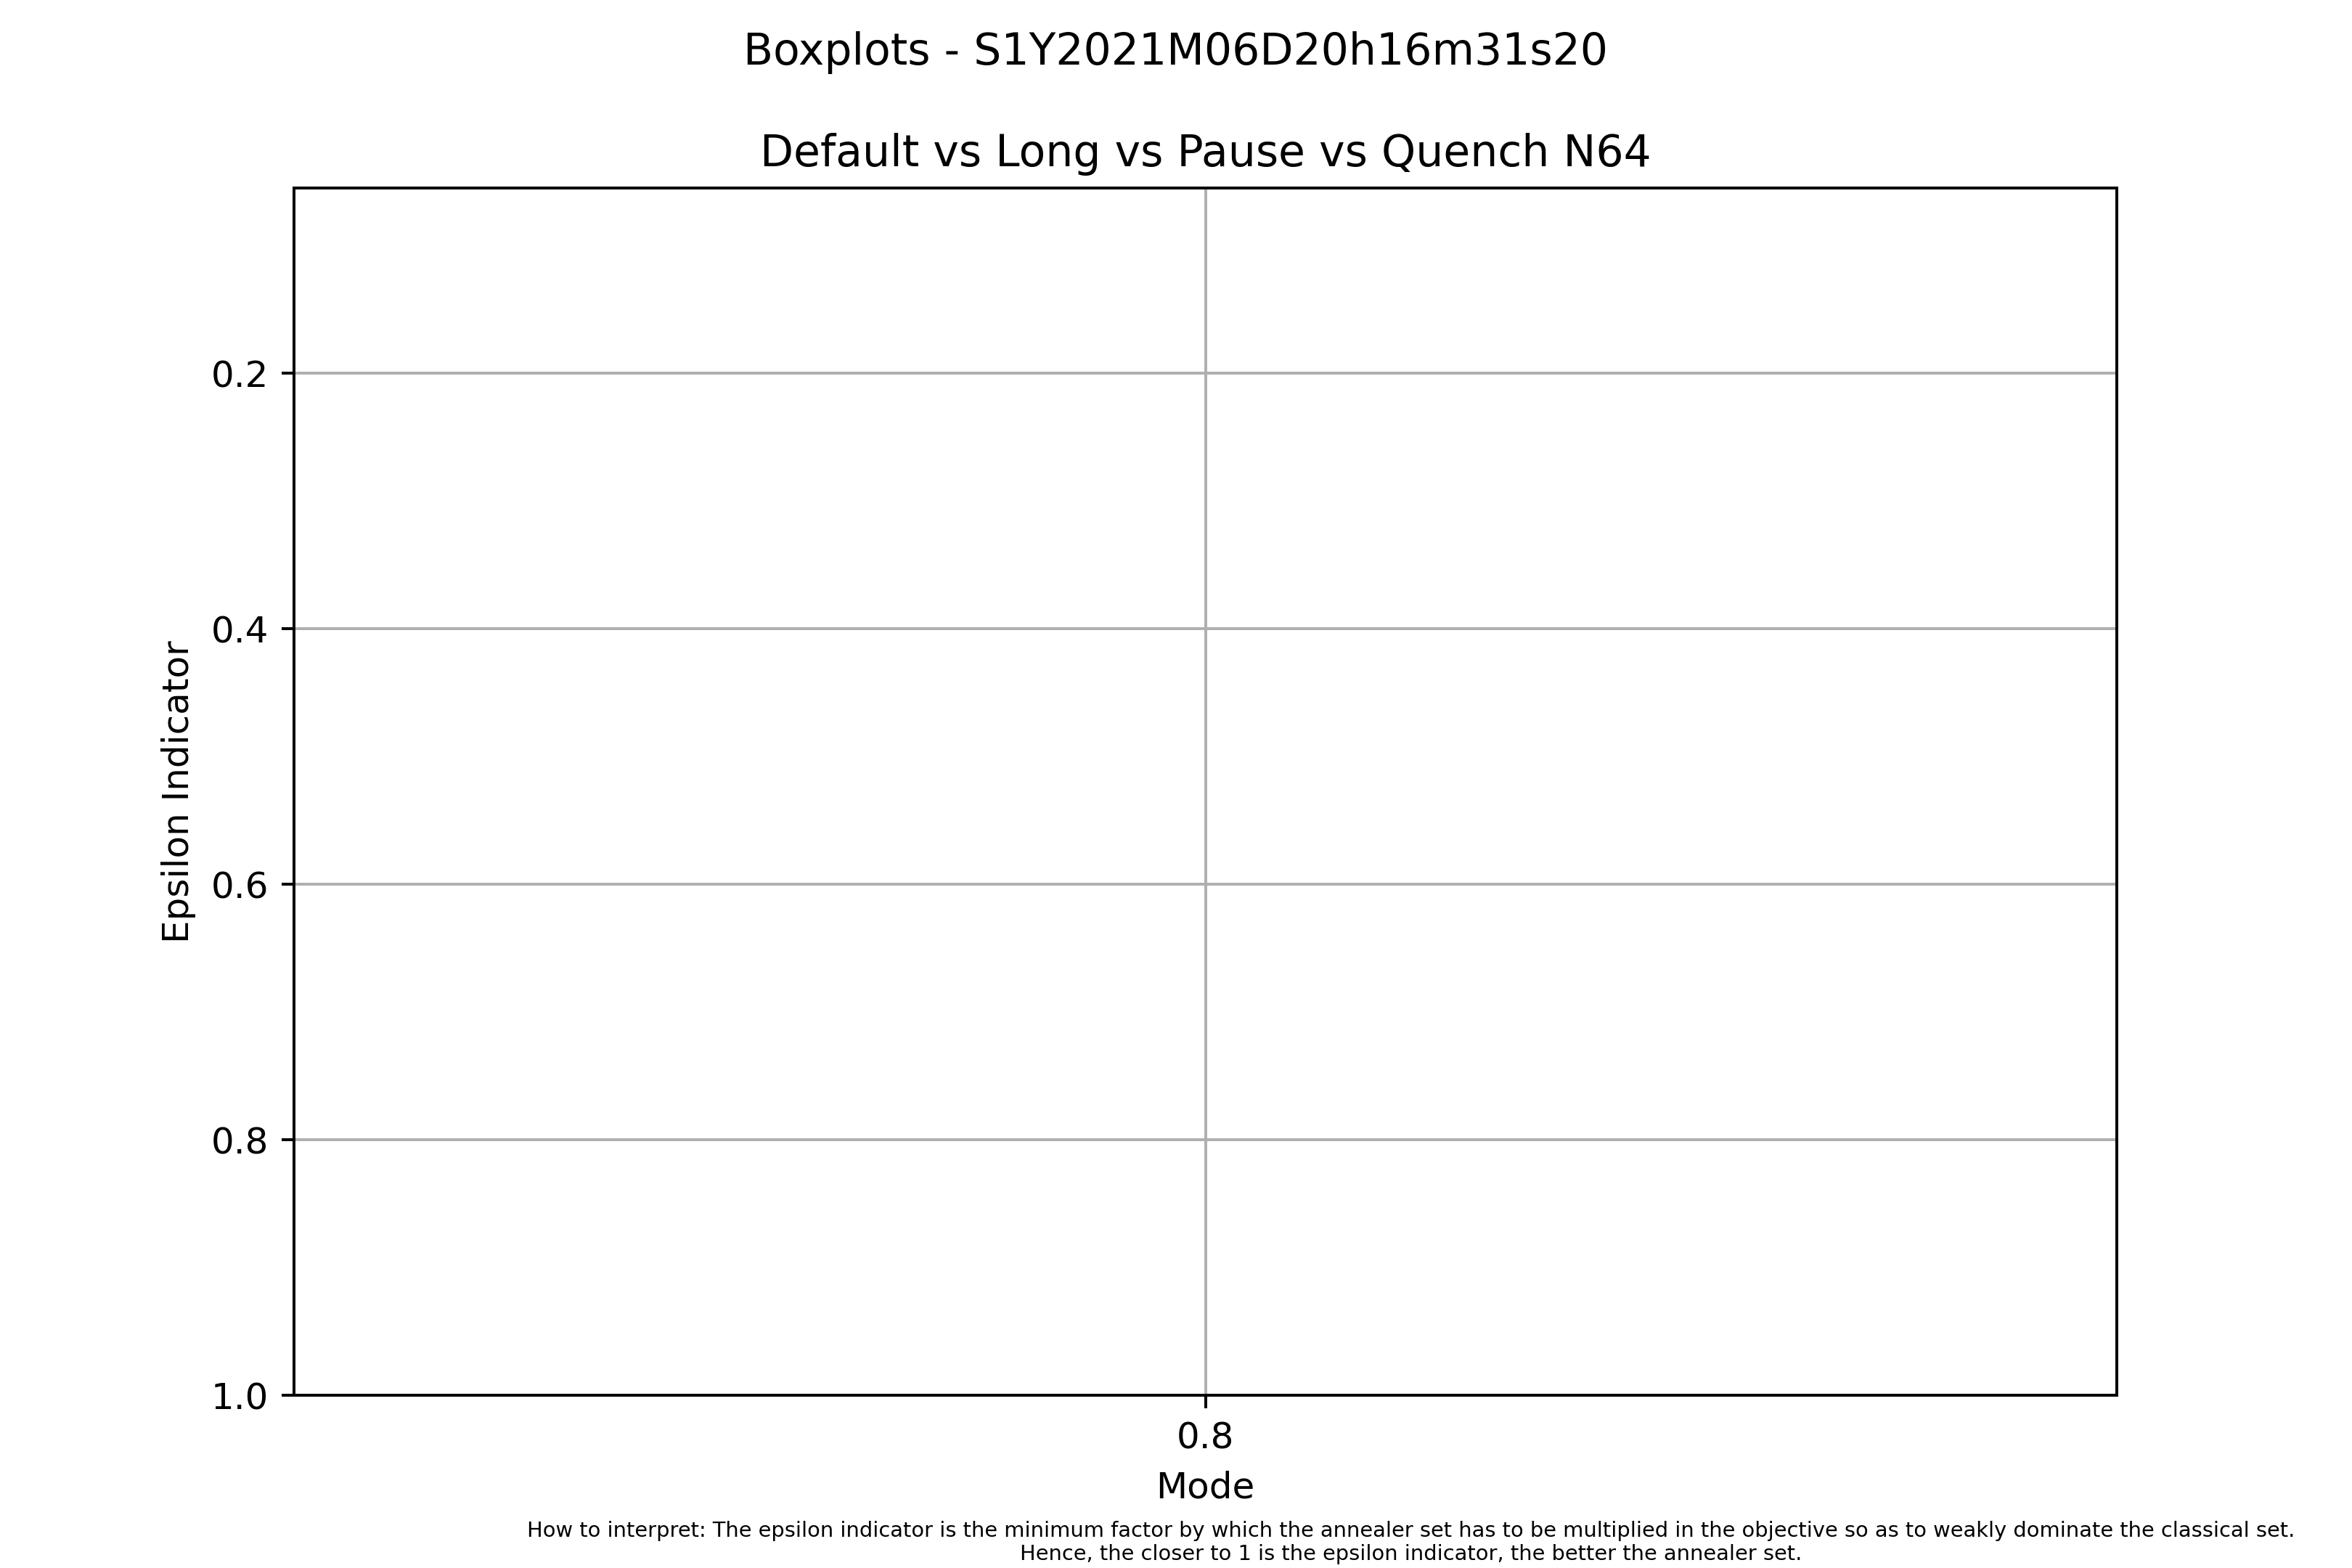 Boxplots - S1Y2021M06D20h16m31s20
Default vs Long vs Pause vs Quench N64
0.2
0.4
0.6
0.8
1.0
Epsilon Indicator
0.8
Mode
How to interpret: The epsilon indicator is the minimum factor by which the annealer set has to be multiplied in the objective so as to weakly dominate the classical set.
Hence, the closer to 1 is the epsilon indicator, the better the annealer set.